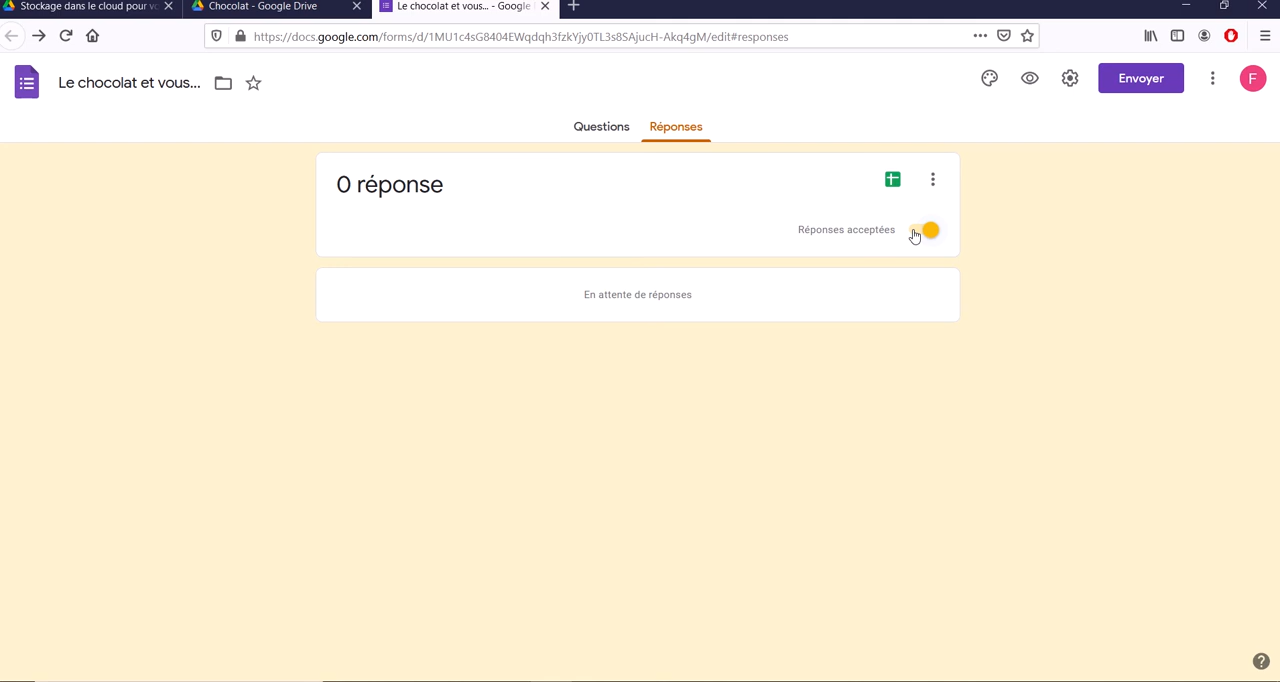 Stockage dans le cloud pour vo
Chocolat - Google Drive
Le chocolat et vous... - Google
https://docs.google.com/forms/d/1MU1c4sG8404EWqdqh3fzkYjy0TL3s8SAjucH-Akq4gM/edit#responses
Le chocolat et vous...
Envoyer
F
Questions
Réponses
0 réponse
Réponses acceptées
En attente de réponses